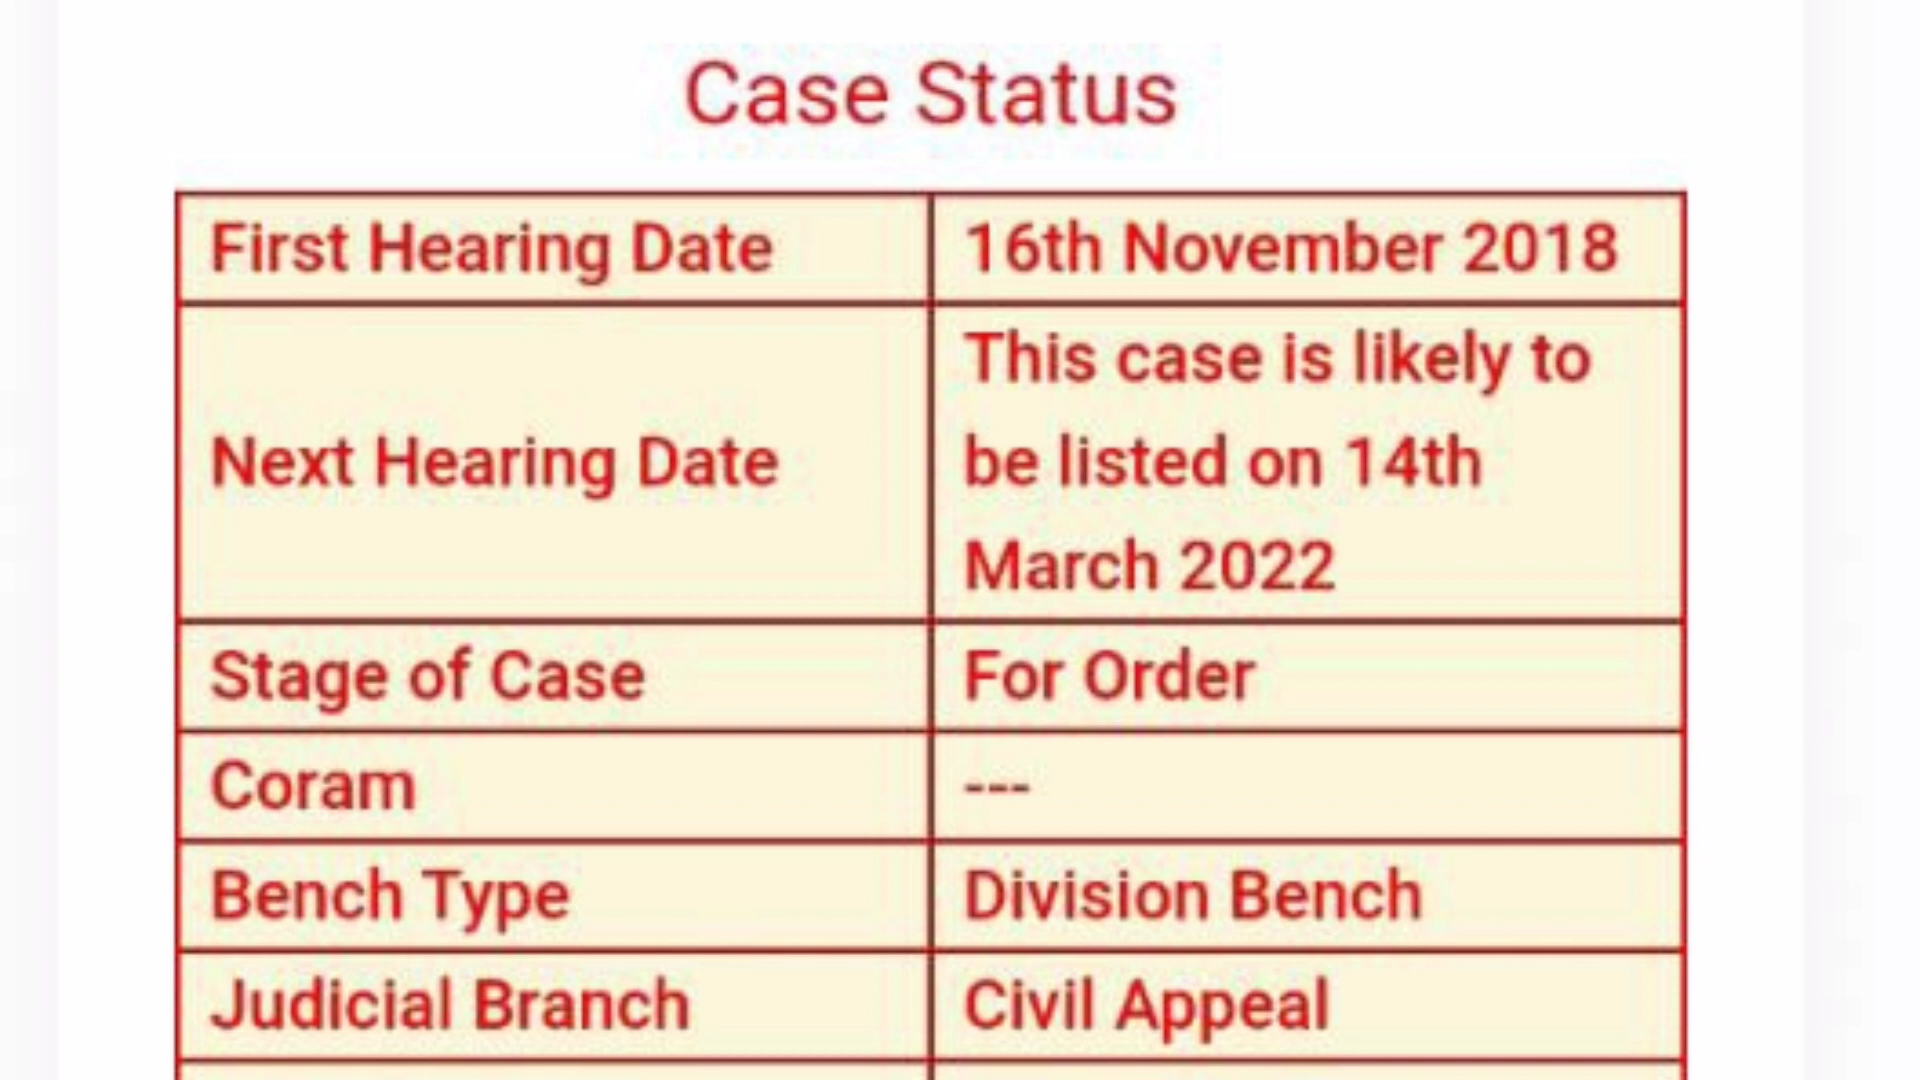 Case Status
First Hearing Date 16th November 2018
Next Hearing Date This case is likely to
be listed on 14th
March 2022
Stage of Case For Order
Coram ---
Bench Type Division Bench
Judicial Branch Civil Appeal